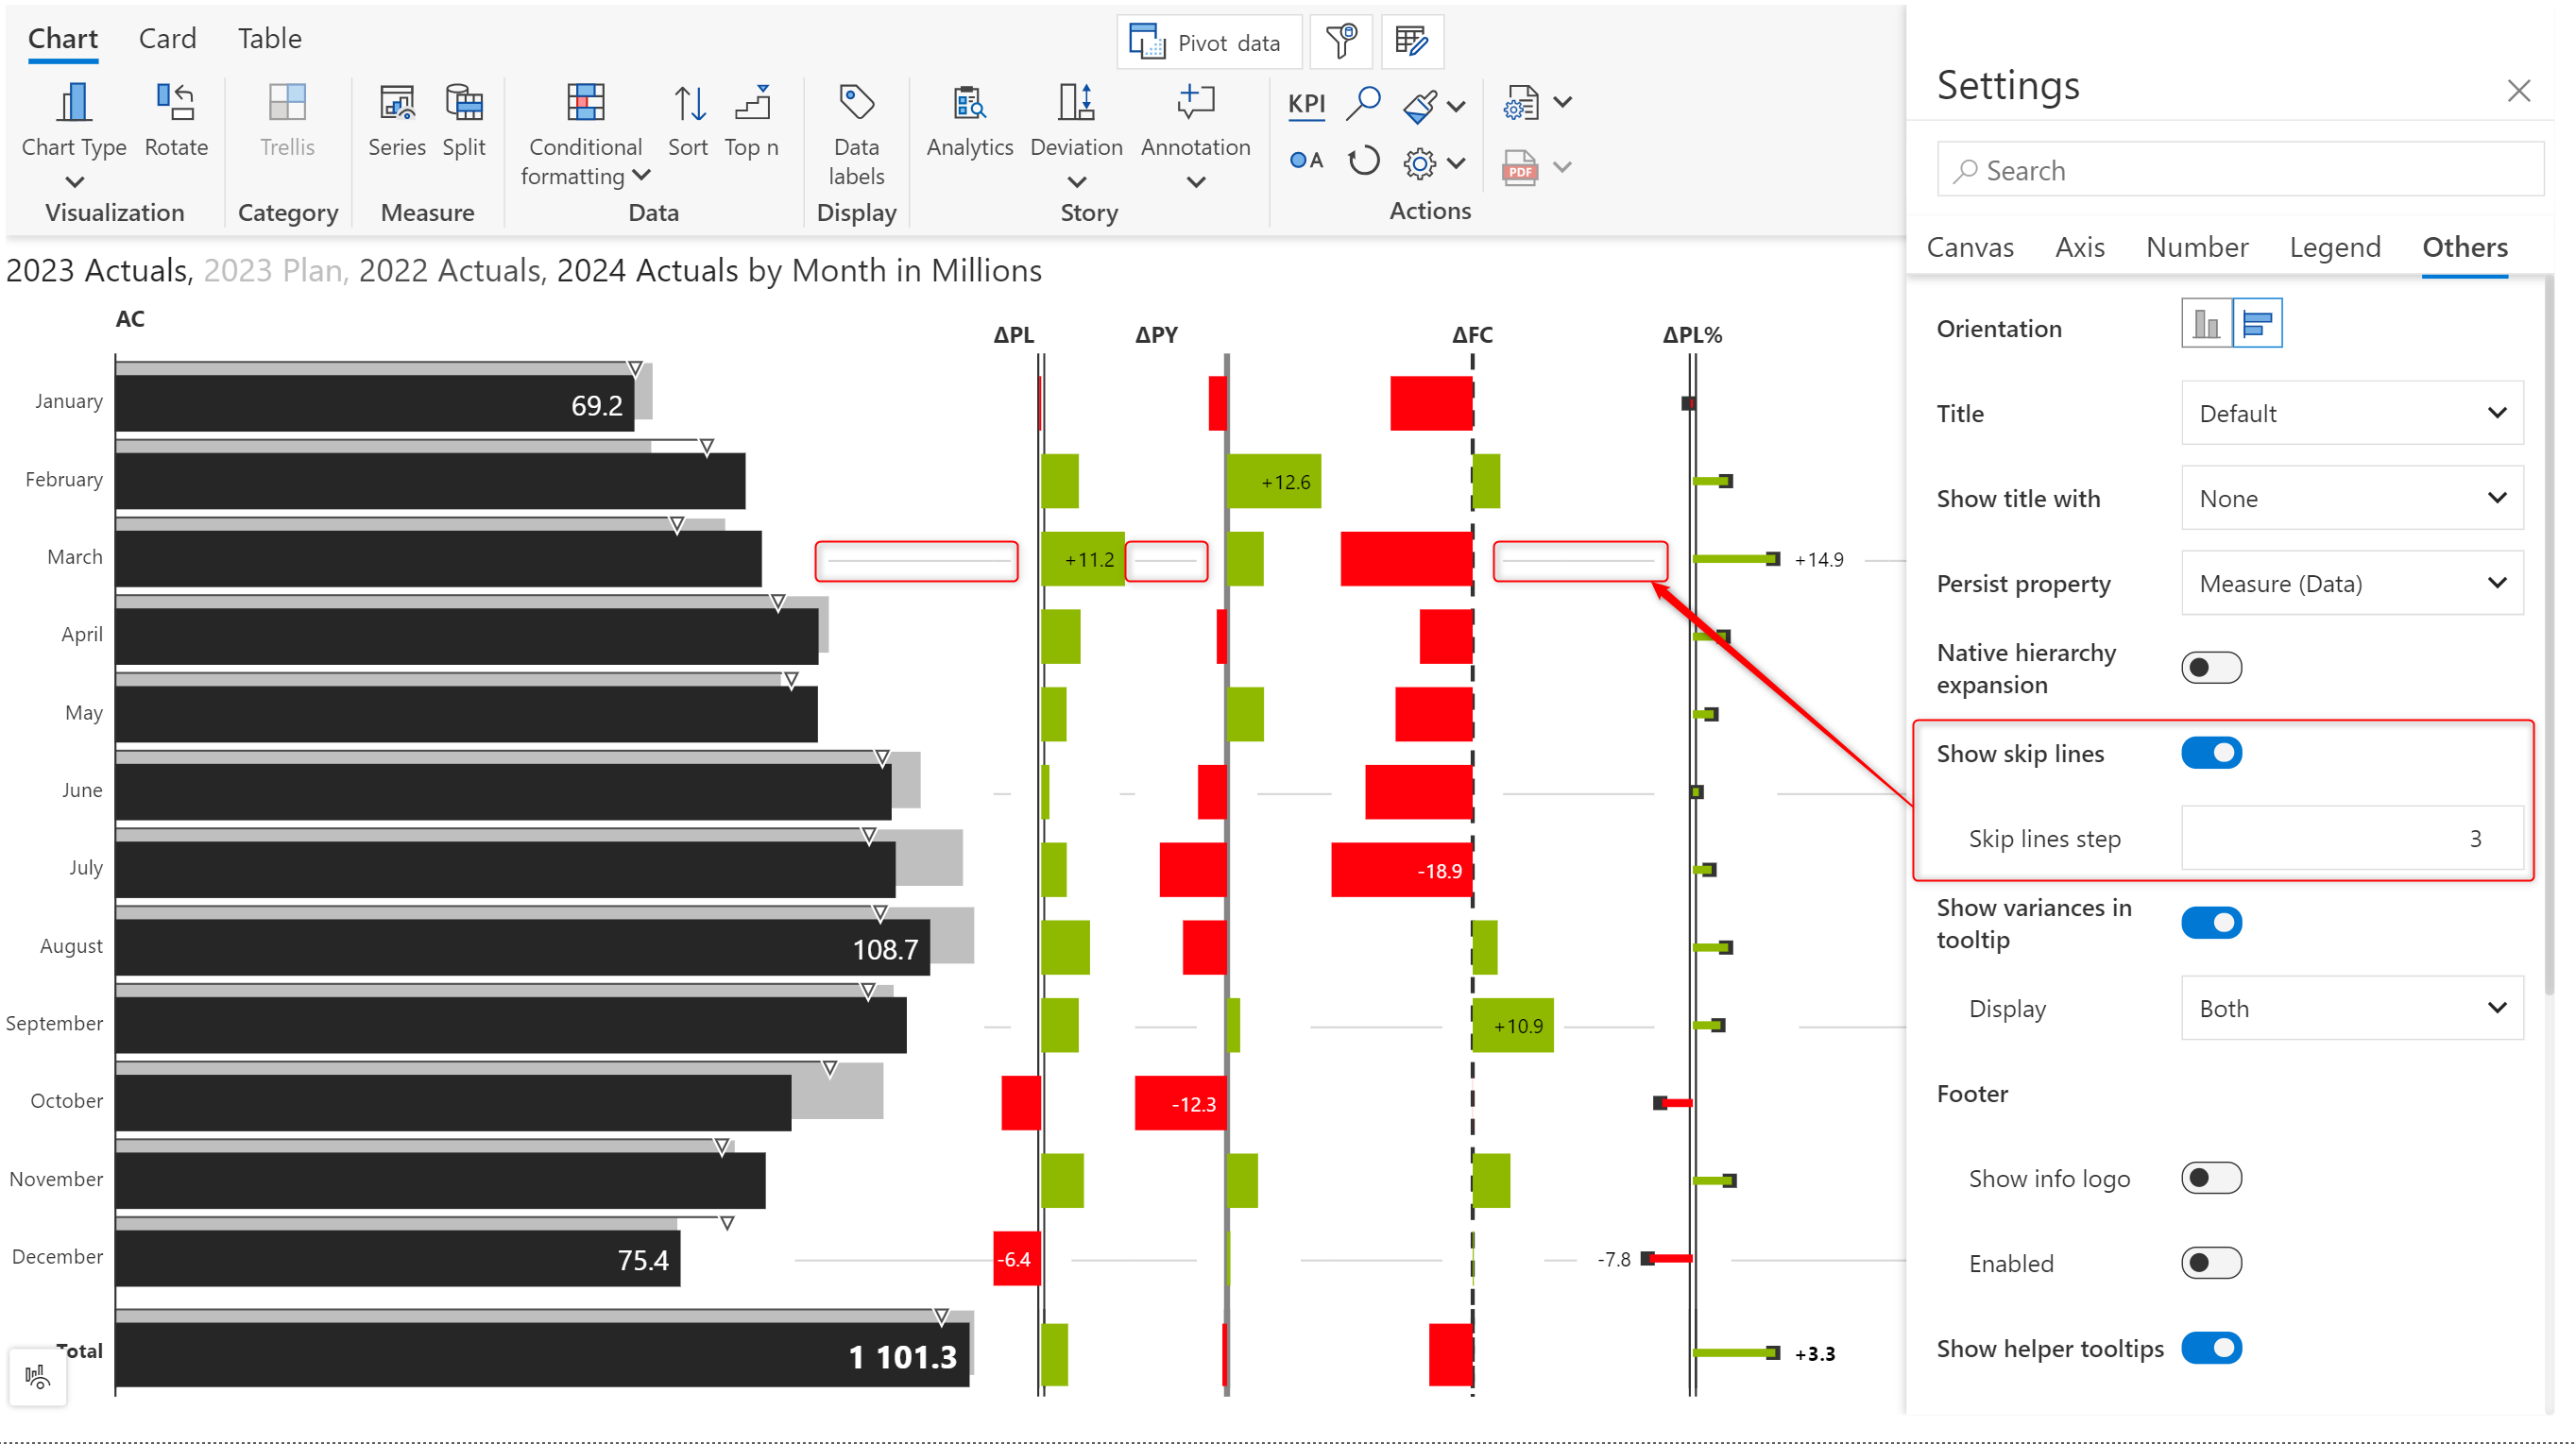 Chart Card Table
Pivot data
Chart Type Rotate Trellis Series Split Conditional formatting Sort Top n Data labels Analytics Deviation Annotation KPI
A
PDF
Visualization Category Measure Data Display Story Actions
2023 Actuals, 2023 Plan, 2022 Actuals, 2024 Actuals by Month in Millions
AC ΔPL ΔPY ΔFC ΔPL%
January 69.2
February +12.6
March +11.2 +14.9
April
May
June
July -18.9
August 108.7
September +10.9
October -12.3
November
December 75.4 -6.4 -7.8
Total 1 101.3 +3.3
Settings
Search
Canvas Axis Number Legend Others
Orientation
Title Default
Show title with None
Persist property Measure (Data)
Native hierarchy
expansion
Show skip lines
Skip lines step 3
Show variances in
tooltip
Display Both
Footer
Show info logo
Enabled
Show helper tooltips